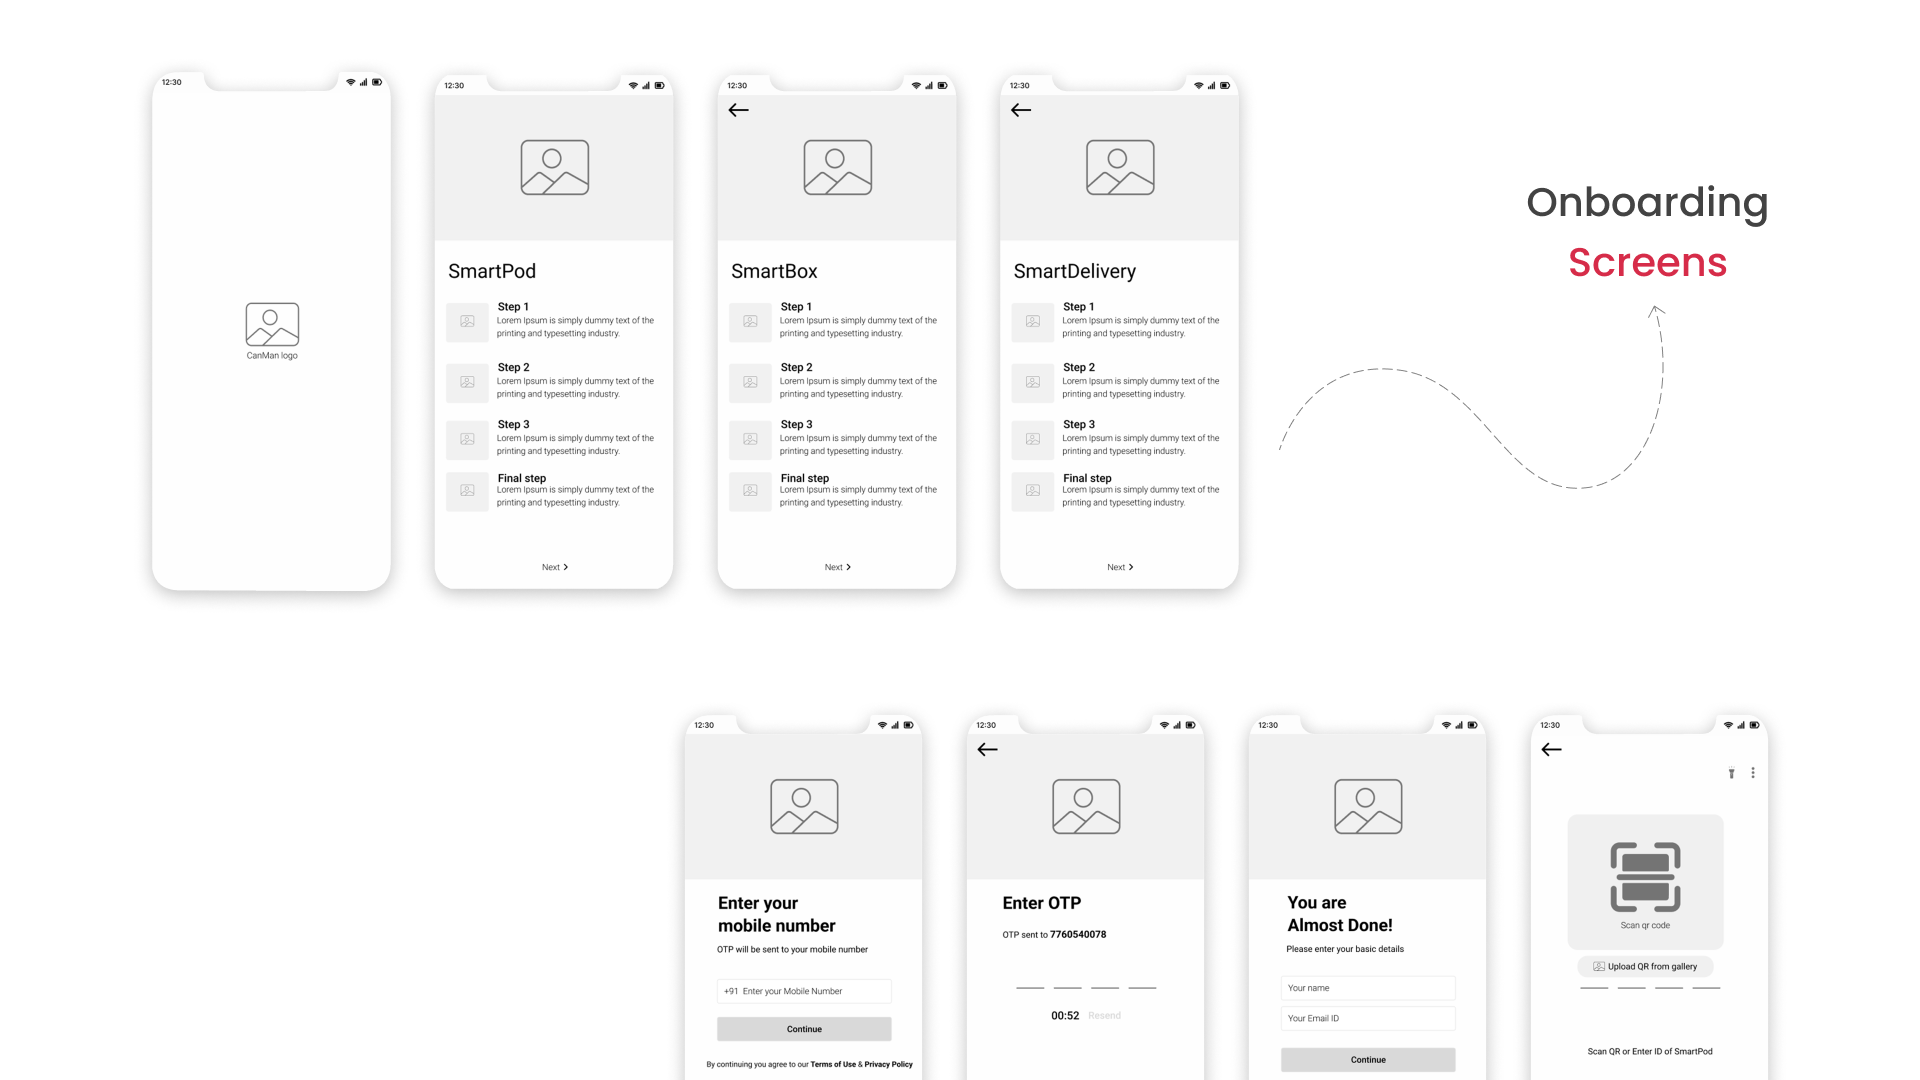 12:30
CanMan logo
12:30
SmartPod
Step 1
Lorem Ipsum is simply dummy text of the
printing and typesetting industry.
Step 2
Lorem Ipsum is simply dummy text of the
printing and typesetting industry.
Step 3
Lorem Ipsum is simply dummy text of the
printing and typesetting industry.
Final step
Lorem Ipsum is simply dummy text of the
printing and typesetting industry.
Next
12:30
SmartBox
Step 1
Lorem Ipsum is simply dummy text of the
printing and typesetting industry.
Step 2
Lorem Ipsum is simply dummy text of the
printing and typesetting industry.
Step 3
Lorem Ipsum is simply dummy text of the
printing and typesetting industry.
Final step
Lorem Ipsum is simply dummy text of the
printing and typesetting industry.
Next
12:30
SmartDelivery
Step 1
Lorem Ipsum is simply dummy text of the
printing and typesetting industry.
Step 2
Lorem Ipsum is simply dummy text of the
printing and typesetting industry.
Step 3
Lorem Ipsum is simply dummy text of the
printing and typesetting industry.
Final step
Lorem Ipsum is simply dummy text of the
printing and typesetting industry.
Next
Onboarding
Screens
12:30
Enter your
mobile number
OTP will be sent to your mobile number
+91 Enter your Mobile Number
Continue
By continuing you agree to our Terms of Use & Privacy Policy
12:30
Enter OTP
OTP sent to 7760540078
00:52 Resend
12:30
You are
Almost Done!
Please enter your basic details
Your name
Your Email ID
Continue
12:30
Scan qr code
Upload QR from gallery
Scan QR or Enter ID of SmartPod